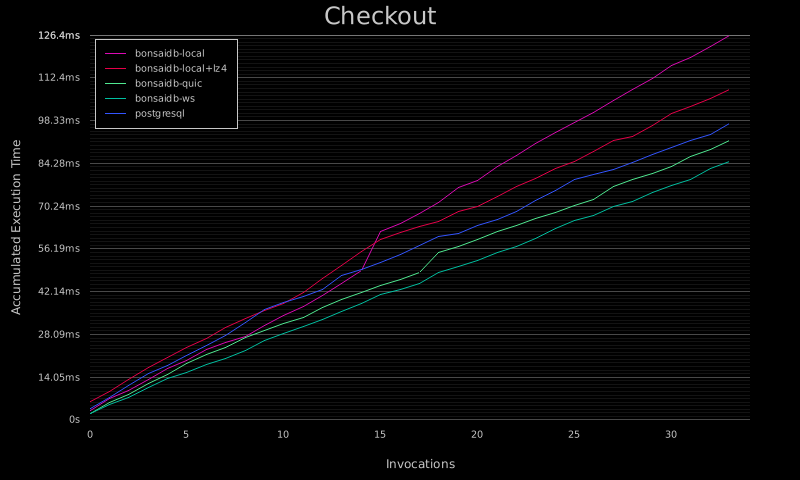 Checkout
126.4ms
112.4ms
98.33ms
84.28ms
70.24ms
56.19ms
42.14ms
28.09ms
14.05ms
0s
bonsaidb-local
bonsaidb-local+lz4
bonsaidb-quic
bonsaidb-ws
postgresql
Accumulated Execution Time
0 5 10 15 20 25 30
Invocations